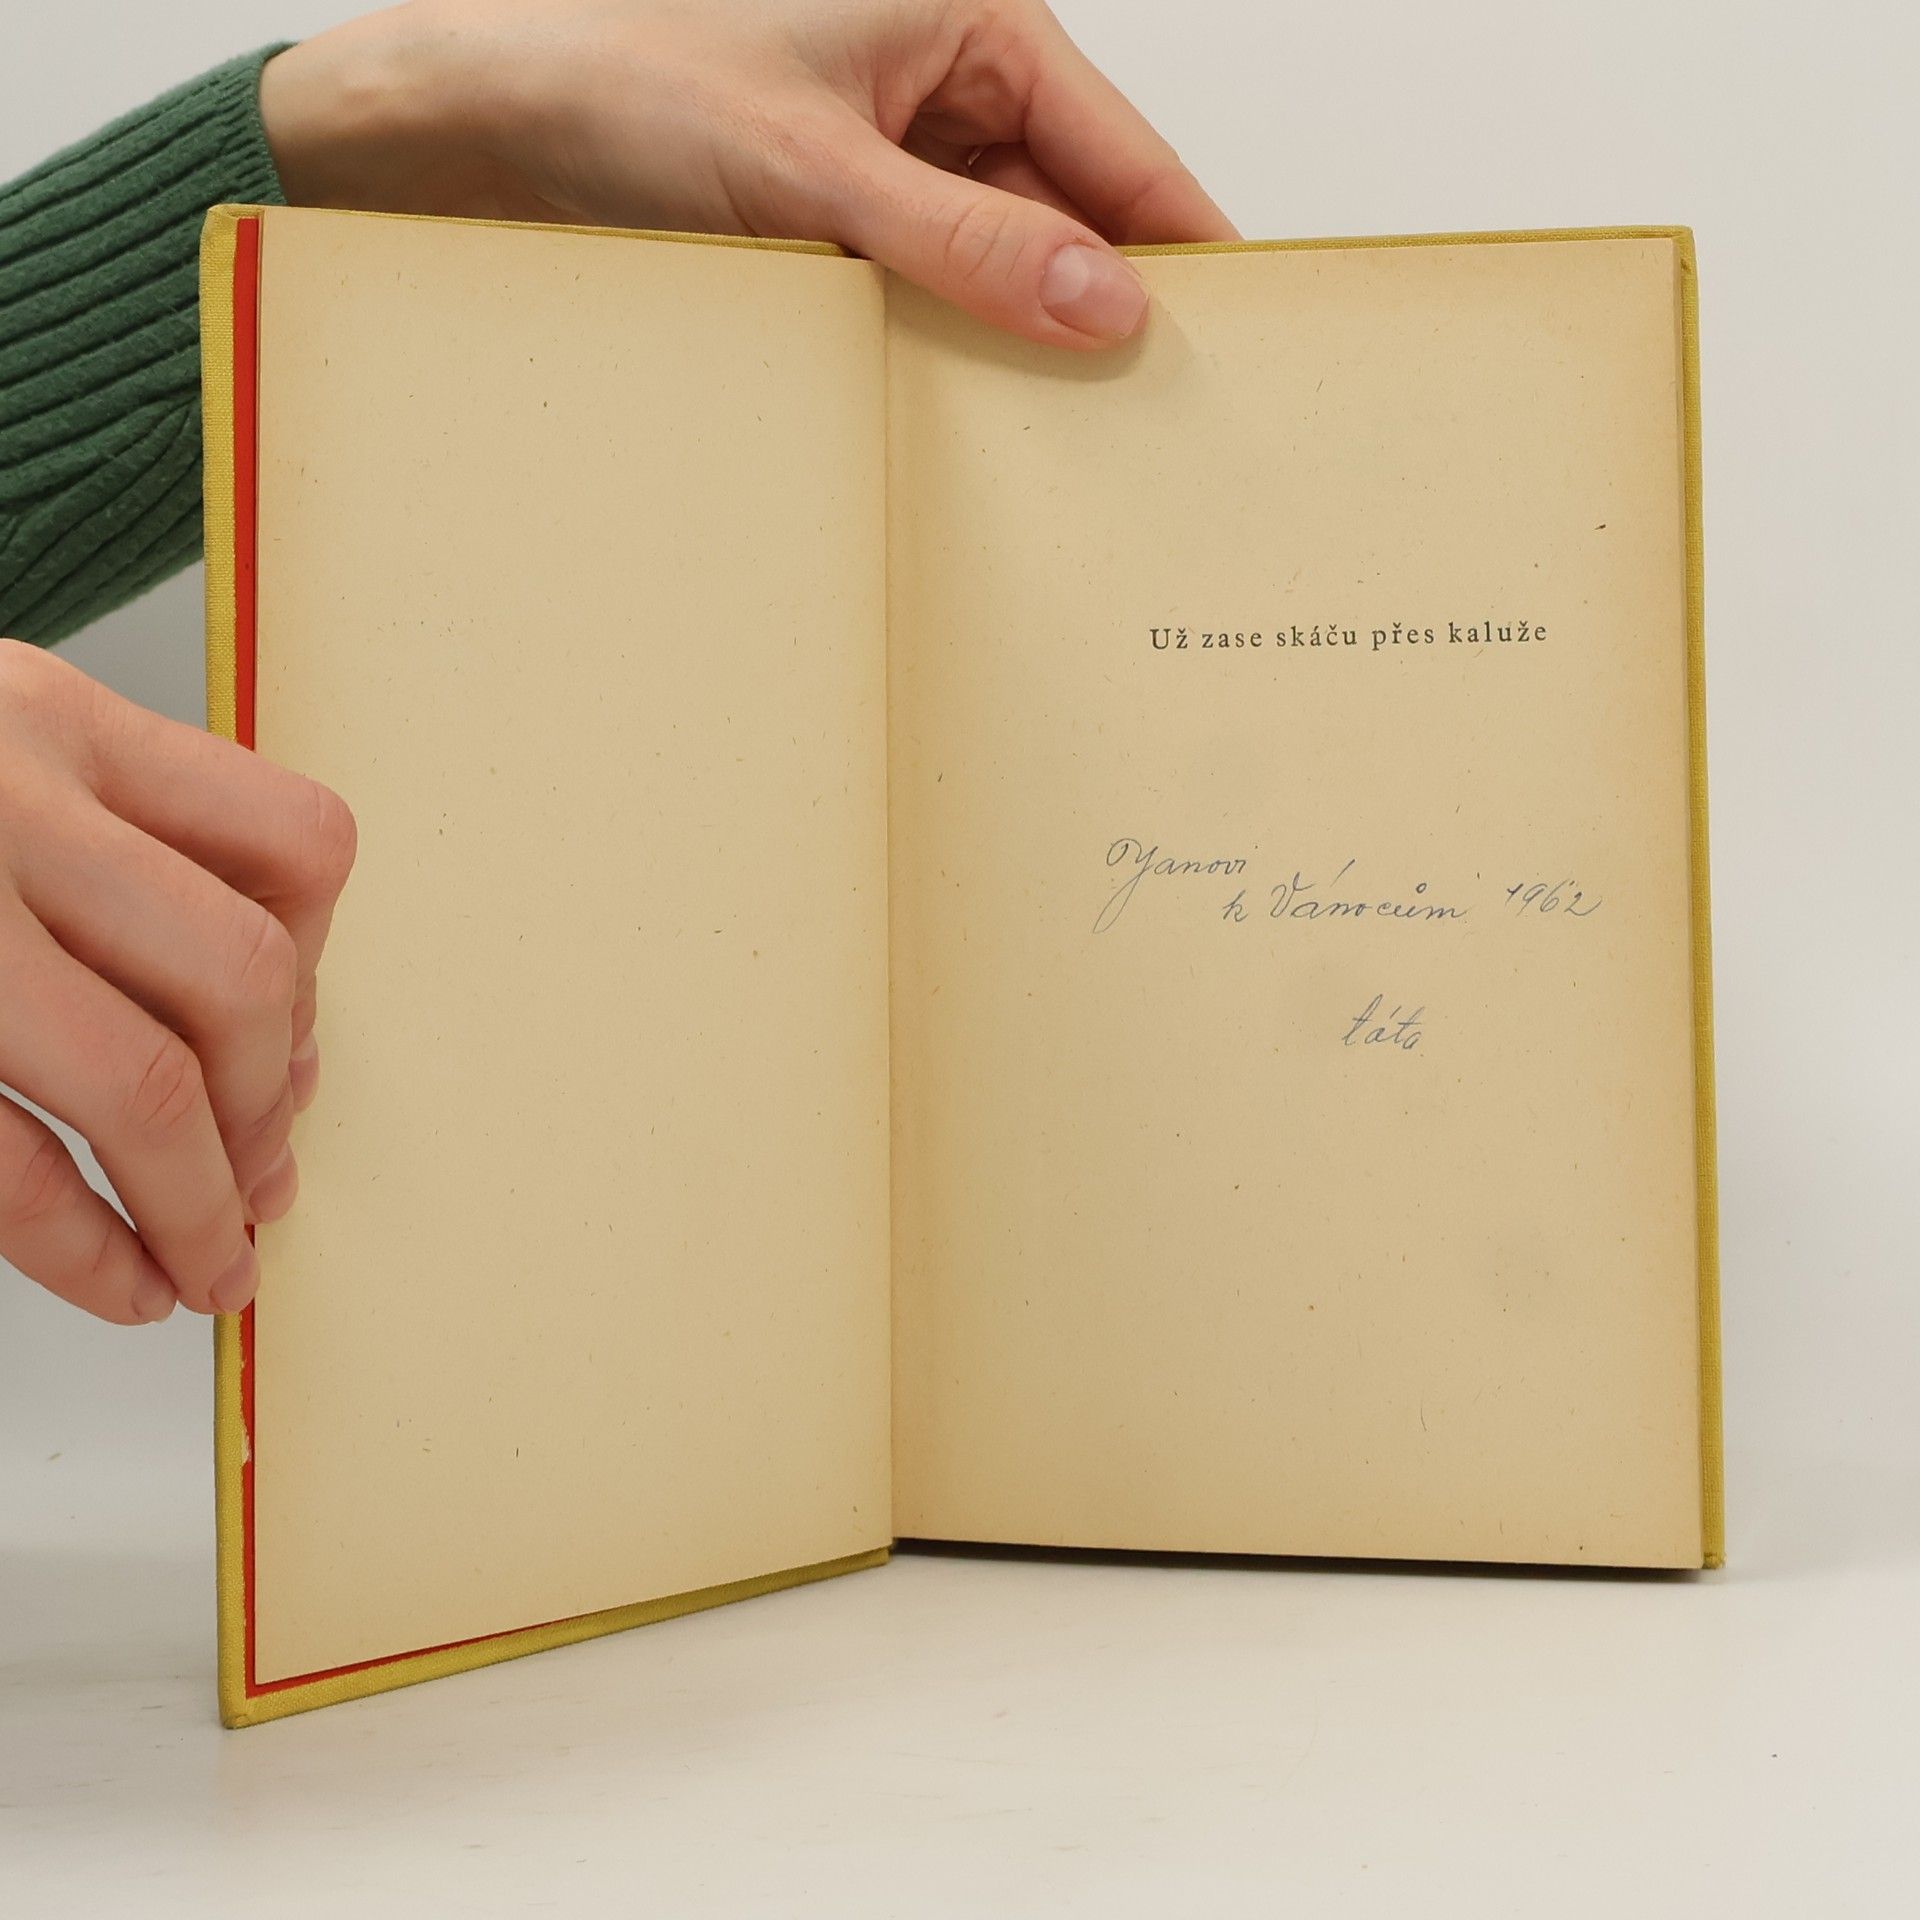 Už zase skáču přes kaluže
Janovi
k Vánocům 1962
táta